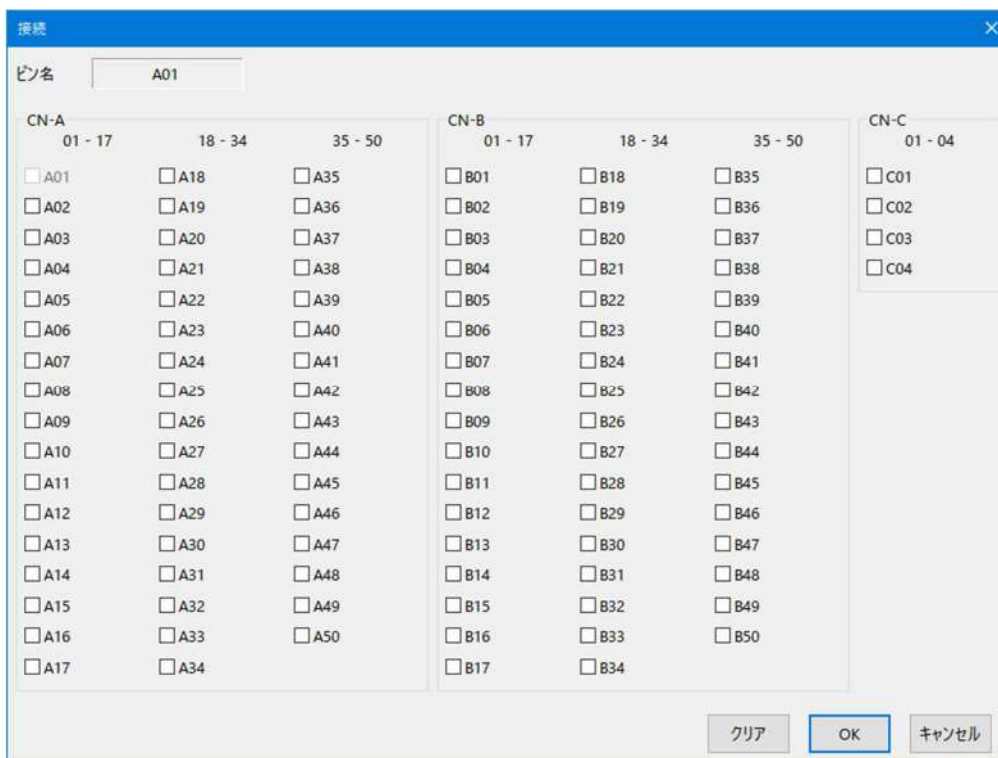 接続
ピン名 A01
CN-A CN-B CN-C
01 - 17 18 - 34 35 - 50 01 - 17 18 - 34 35 - 50 01 - 04
A01 A18 A35 B01 B18 B35 C01
A02 A19 A36 B02 B19 B36 C02
A03 A20 A37 B03 B20 B37 C03
A04 A21 A38 B04 B21 B38 C04
A05 A22 A39 B05 B22 B39
A06 A23 A40 B06 B23 B40
A07 A24 A41 B07 B24 B41
A08 A25 A42 B08 B25 B42
A09 A26 A43 B09 B26 B43
A10 A27 A44 B10 B27 B44
A11 A28 A45 B11 B28 B45
A12 A29 A46 B12 B29 B46
A13 A30 A47 B13 B30 B47
A14 A31 A48 B14 B31 B48
A15 A32 A49 B15 B32 B49
A16 A33 A50 B16 B33 B50
A17 A34 B17 B34
クリア OK キャンセル